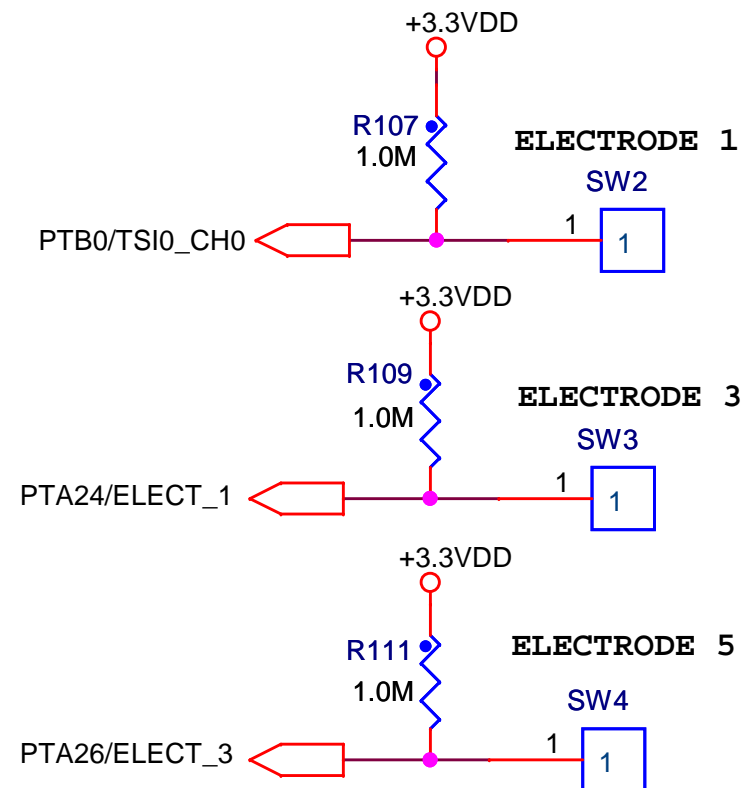 +3.3VDD
R107
1.0M
ELECTRODE 1
SW2
PTB0/TSI0_CH0
1
1
+3.3VDD
R109
1.0M
ELECTRODE 3
SW3
PTA24/ELECT_1
1
1
+3.3VDD
R111
1.0M
ELECTRODE 5
SW4
PTA26/ELECT_3
1
1